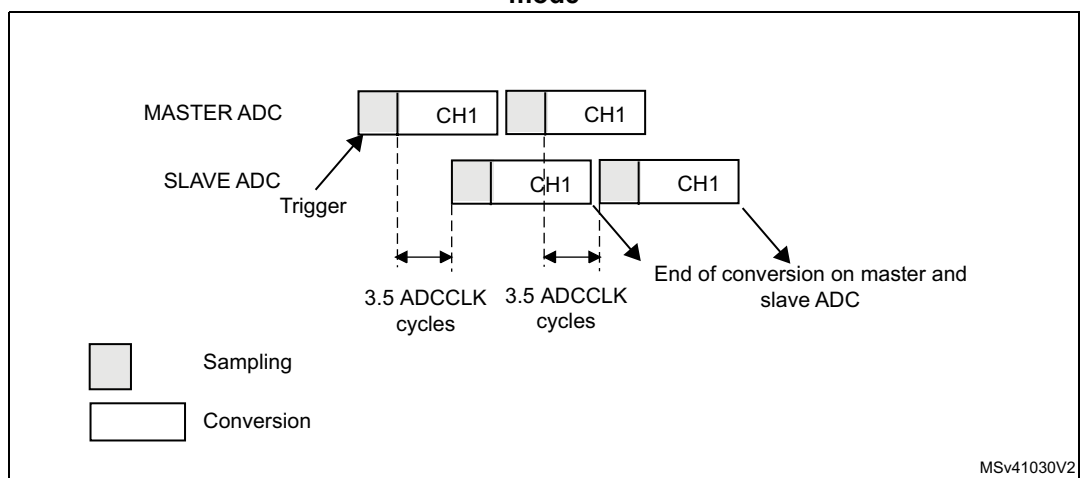 mode
MASTER ADC
CH1
CH1
SLAVE ADC
CH1
CH1
Trigger
End of conversion on master and
slave ADC
3.5 ADCCLK
cycles
3.5 ADCCLK
cycles
Sampling
Conversion
MSv41030V2